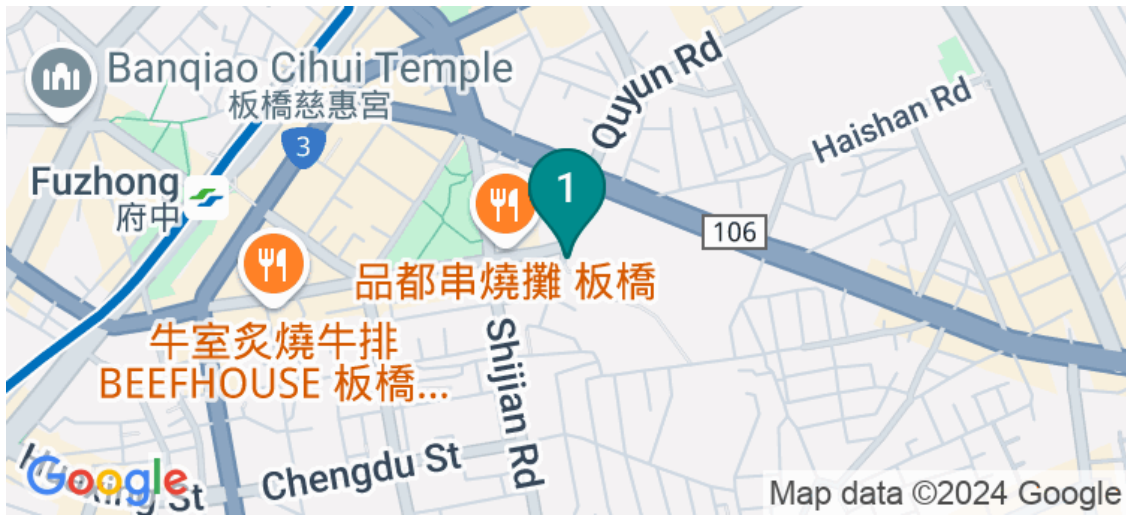 Banqiao Cihui Temple
板橋慈惠宮
Quyun Rd
Haishan Rd
3
Fuzhong
府中
1
106
品都串燒攤 板橋
牛室炙燒牛排
BEEFHOUSE 板橋...
Shijian Rd
Chengdu St
St
Google
Map data ©2024 Google